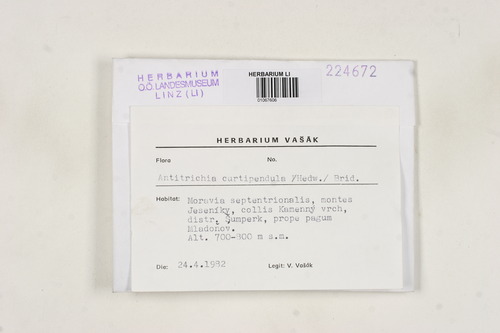 HERBARIUM
O.Ö. LANDESMUSEUM
LINZ (LI)
HERBARIUM LI
01097606
224672
HERBARIUM VAŠÁK
Flora No.
Antitrichia curtipendula /Hedw./ Brid.
Habitat: Moravia septentrionalis, montes
Jeseníky, collis Kamenný vrch,
distr. Šumperk, prope pagum
Mladoňov.
Alt. 700-800 m s.m.
Die: 24.4.1982 Legit: V. Vašák